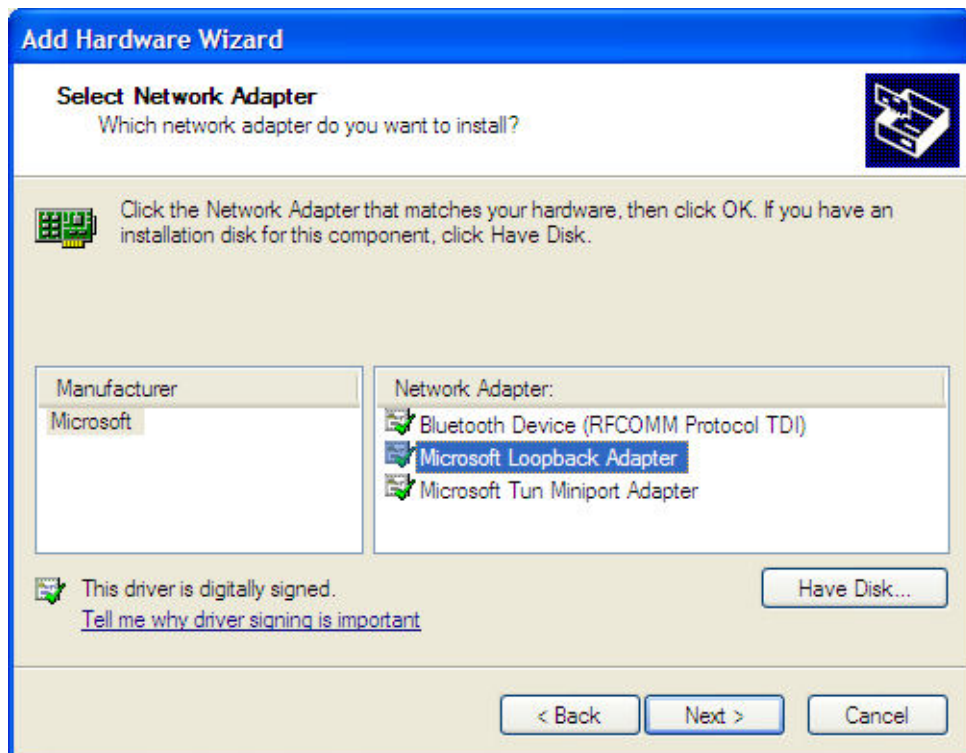 Add Hardware Wizard
Select Network Adapter
Which network adapter do you want to install?
Click the Network Adapter that matches your hardware, then click OK. If you have an
installation disk for this component, click Have Disk.
Manufacturer
Microsoft
Network Adapter:
Bluetooth Device (RFCOMM Protocol TDI)
Microsoft Loopback Adapter
Microsoft Tun Miniport Adapter
This driver is digitally signed.
Tell me why driver signing is important
Have Disk...
< Back
Next >
Cancel